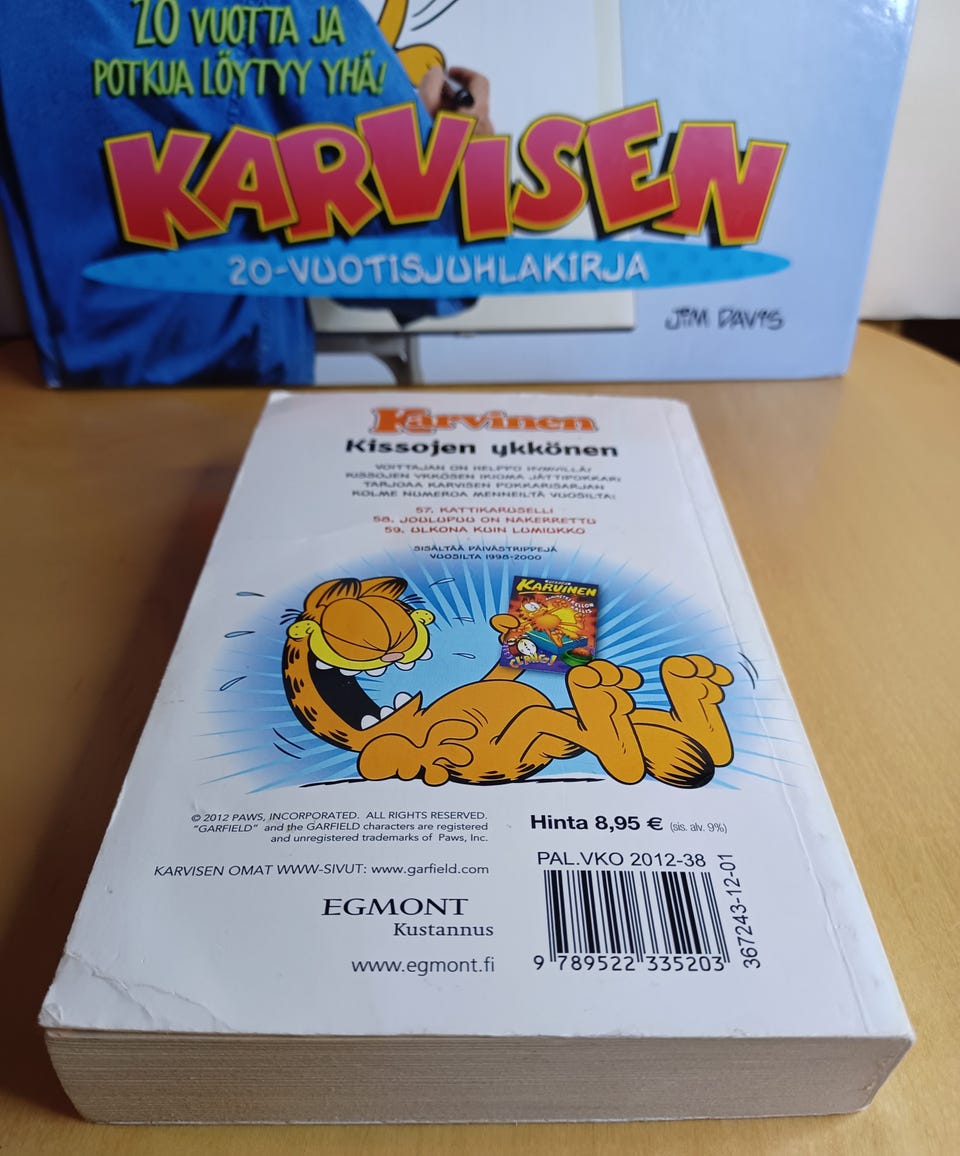 20 VUOTTA JA
POTKUA LÖYTYY YHÄ!
KARVISEN
20-VUOTISJUHLAKIRJA
JIM DAVIS
Karvinen
Kissojen ykkönen
VOITTAJAN ON HELPPO HYMYILLÄ!
KISSOJEN YKKÖSEN IKIOMA JÄTTIPOKKARI
TARJOAA KARVISEN POKKARISARJAN
KOLME NUMEROA MENNEILTÄ VUOSILTA:
57. KATTIKARUSELLI
58. JOULUPUU ON NAKERRETTU
59. ULKONA KUIN LUMIUKKO
SISÄLTÄÄ PÄIVÄSTRIPPEJÄ
VUOSILTA 1998-2000
KARVINEN
KELLON
CLANG!
© 2012 PAWS, INCORPORATED. ALL RIGHTS RESERVED.
"GARFIELD" and the GARFIELD characters are registered
and unregistered trademarks of Paws, Inc.
Hinta 8,95 € (sis. alv. 9%)
KARVISEN OMAT WWW-SIVUT: www.garfield.com
PAL.VKO 2012-38
EGMONT
Kustannus
www.egmont.fi
9 789522 335203
367243-12-01